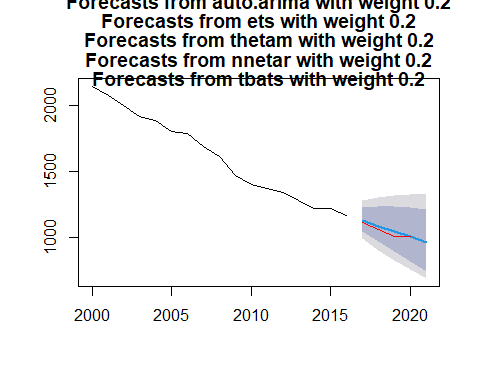 Forecasts from auto.arima with weight 0.2
Forecasts from ets with weight 0.2
Forecasts from thetam with weight 0.2
Forecasts from nnetar with weight 0.2
Forecasts from tbats with weight 0.2
2000
1500
1000
2000 2005 2010 2015 2020